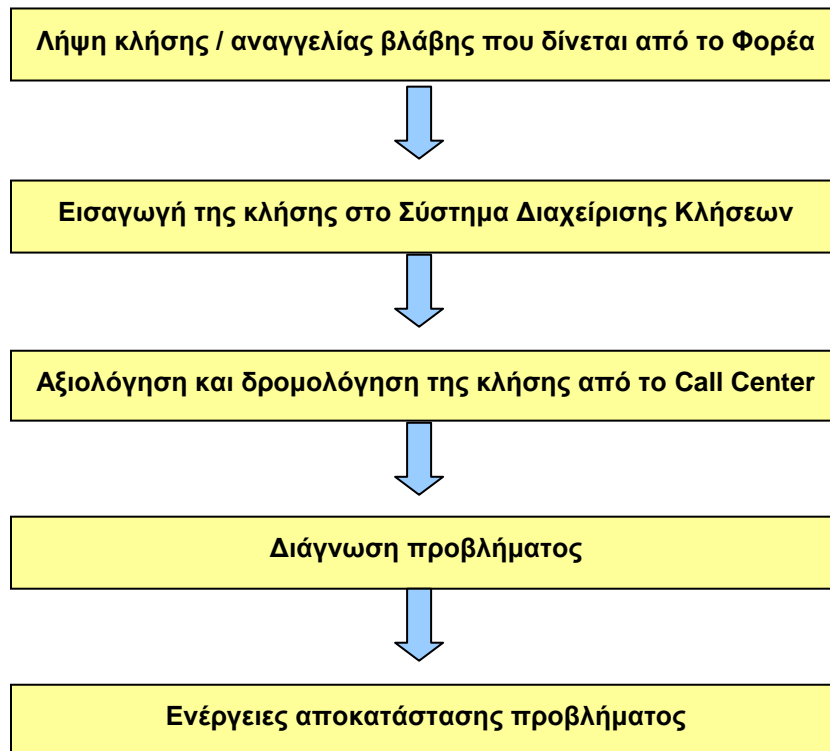 Λήψη κλήσης / αναγγελίας βλάβης που δίνεται από το Φορέα
Εισαγωγή της κλήσης στο Σύστημα Διαχείρισης Κλήσεων
Αξιολόγηση και δρομολόγηση της κλήσης από το Call Center
Διάγνωση προβλήματος
Ενέργειες αποκατάστασης προβλήματος